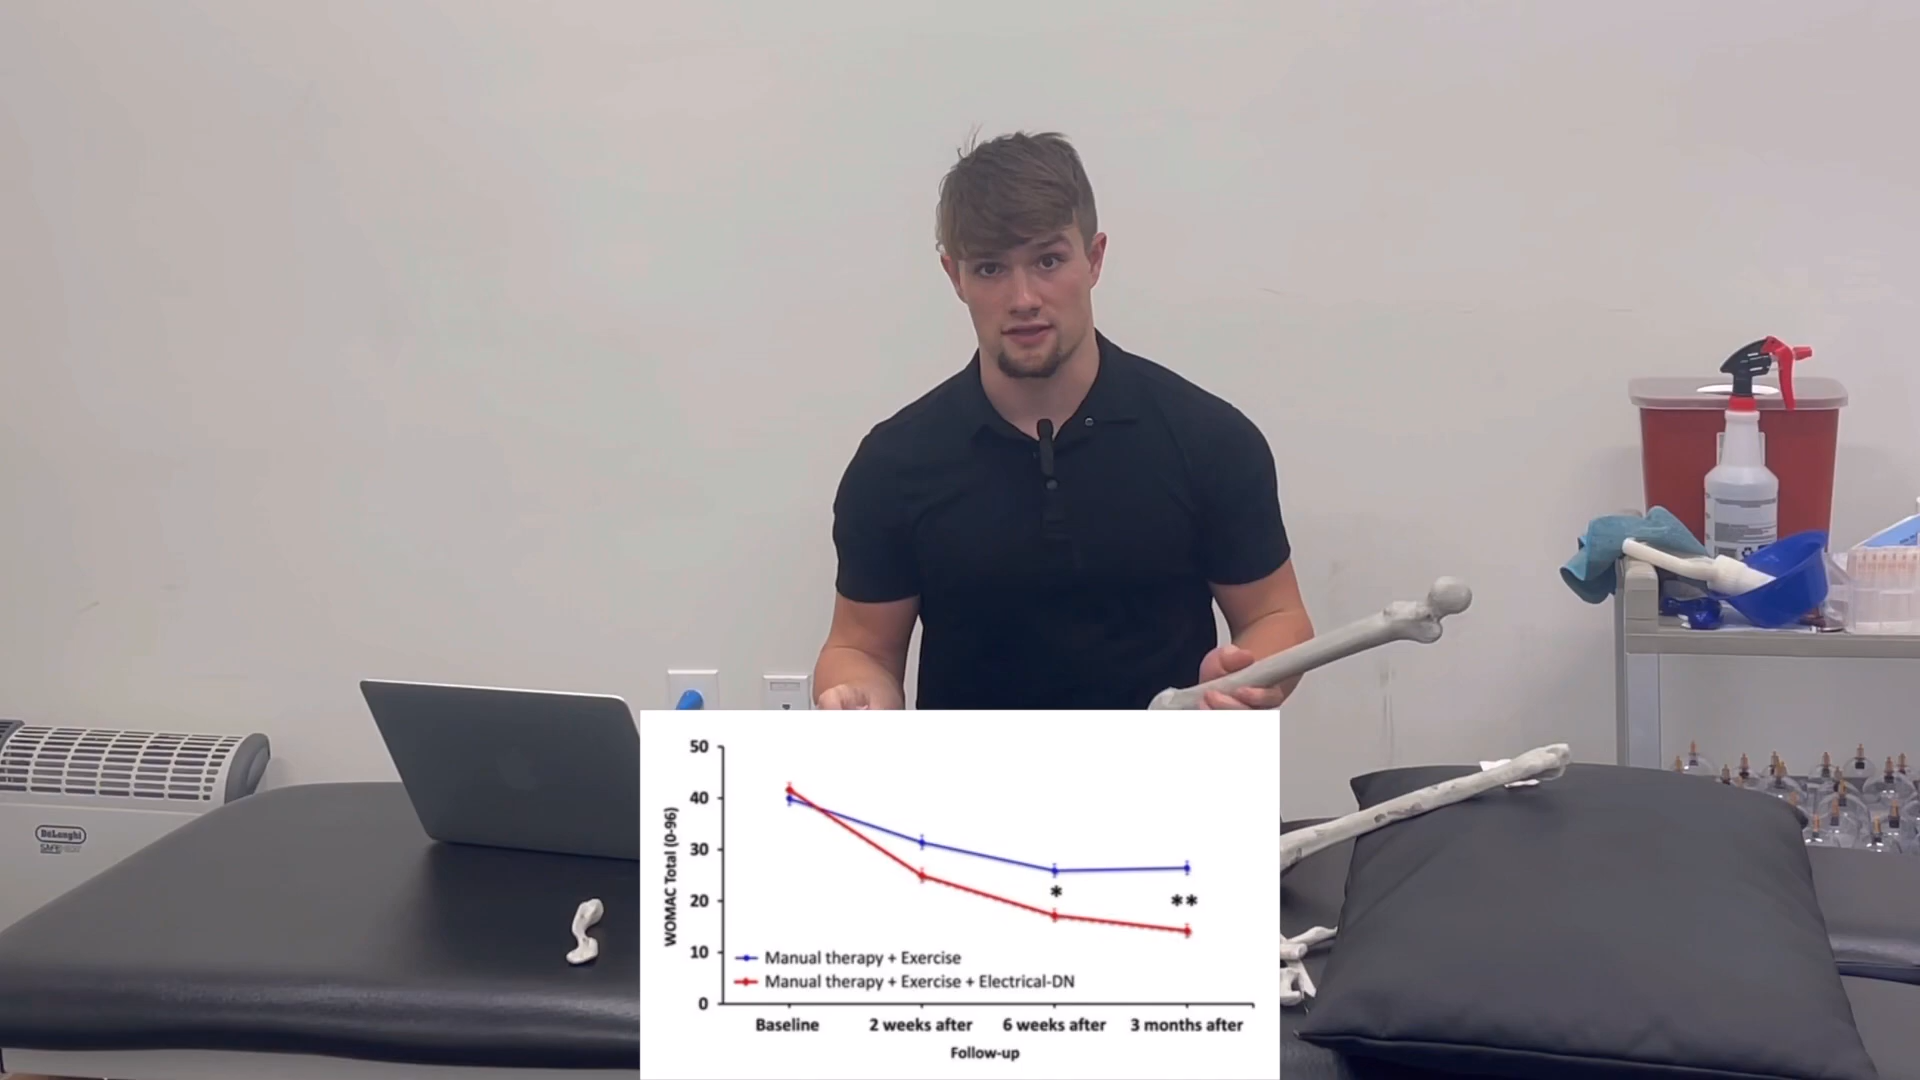 DeLonghi
50
40
30
20
10
0
WOMAC Total (0-96)
*
**
Manual therapy + Exercise
Manual therapy + Exercise + Electrical-DN
Baseline 2 weeks after 6 weeks after 3 months after
Follow-up